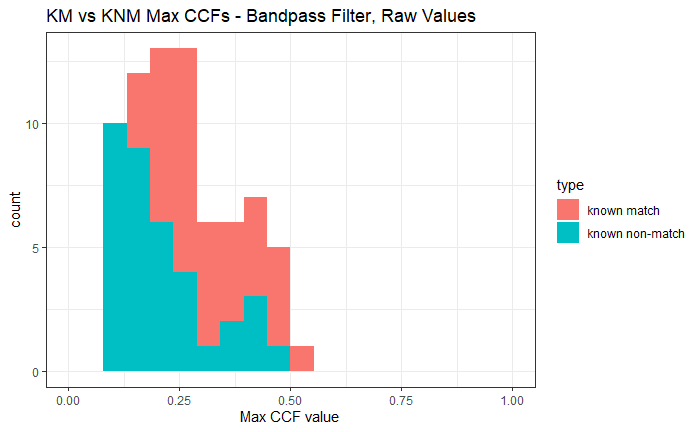 KM vs KNM Max CCFs - Bandpass Filter, Raw Values
10
5
0
count
0.00 0.25 0.50 0.75 1.00
Max CCF value
type
known match
known non-match